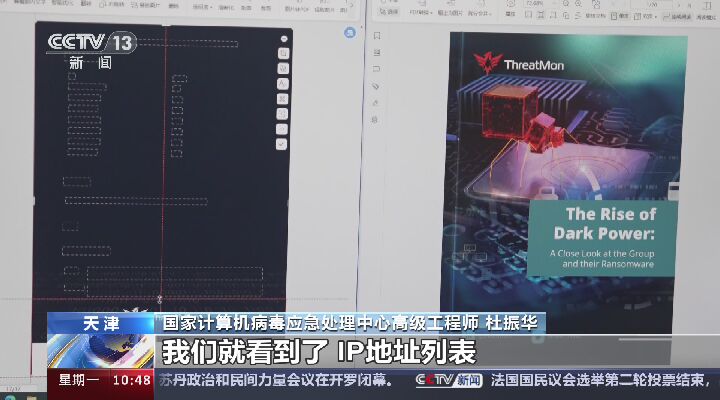 CCTV 13
新闻
ThreatMon
The Rise of
Dark Power:
A Close Look at the Group
and their Ransomware
天津
国家计算机病毒应急处理中心高级工程师 杜振华
我们就看到了 IP地址列表
星期一 10:48
苏丹政治和民间力量会议在开罗闭幕。
CCTV 新闻
法国国民议会选举第二轮投票结束，